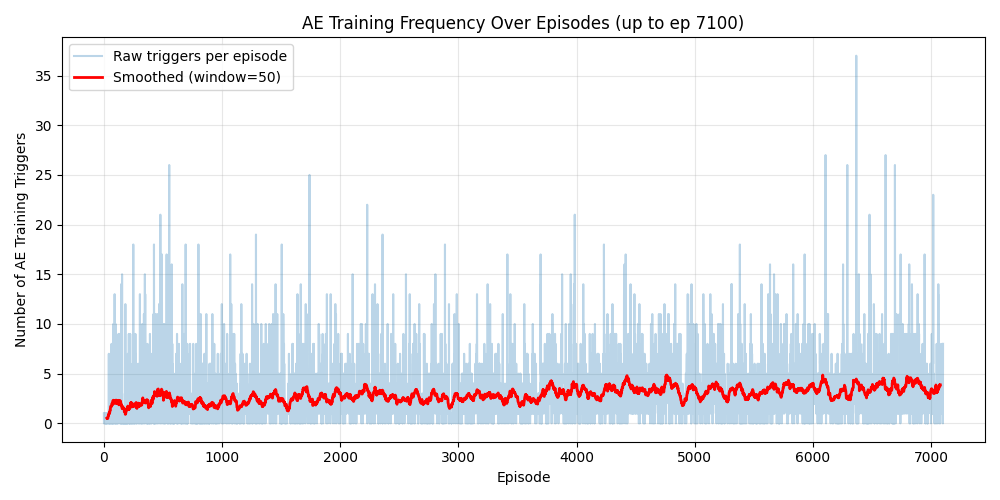 AE Training Frequency Over Episodes (up to ep 7100)
Raw triggers per episode
Smoothed (window=50)
Number of AE Training Triggers
35
30
25
20
15
10
5
0
0 1000 2000 3000 4000 5000 6000 7000
Episode